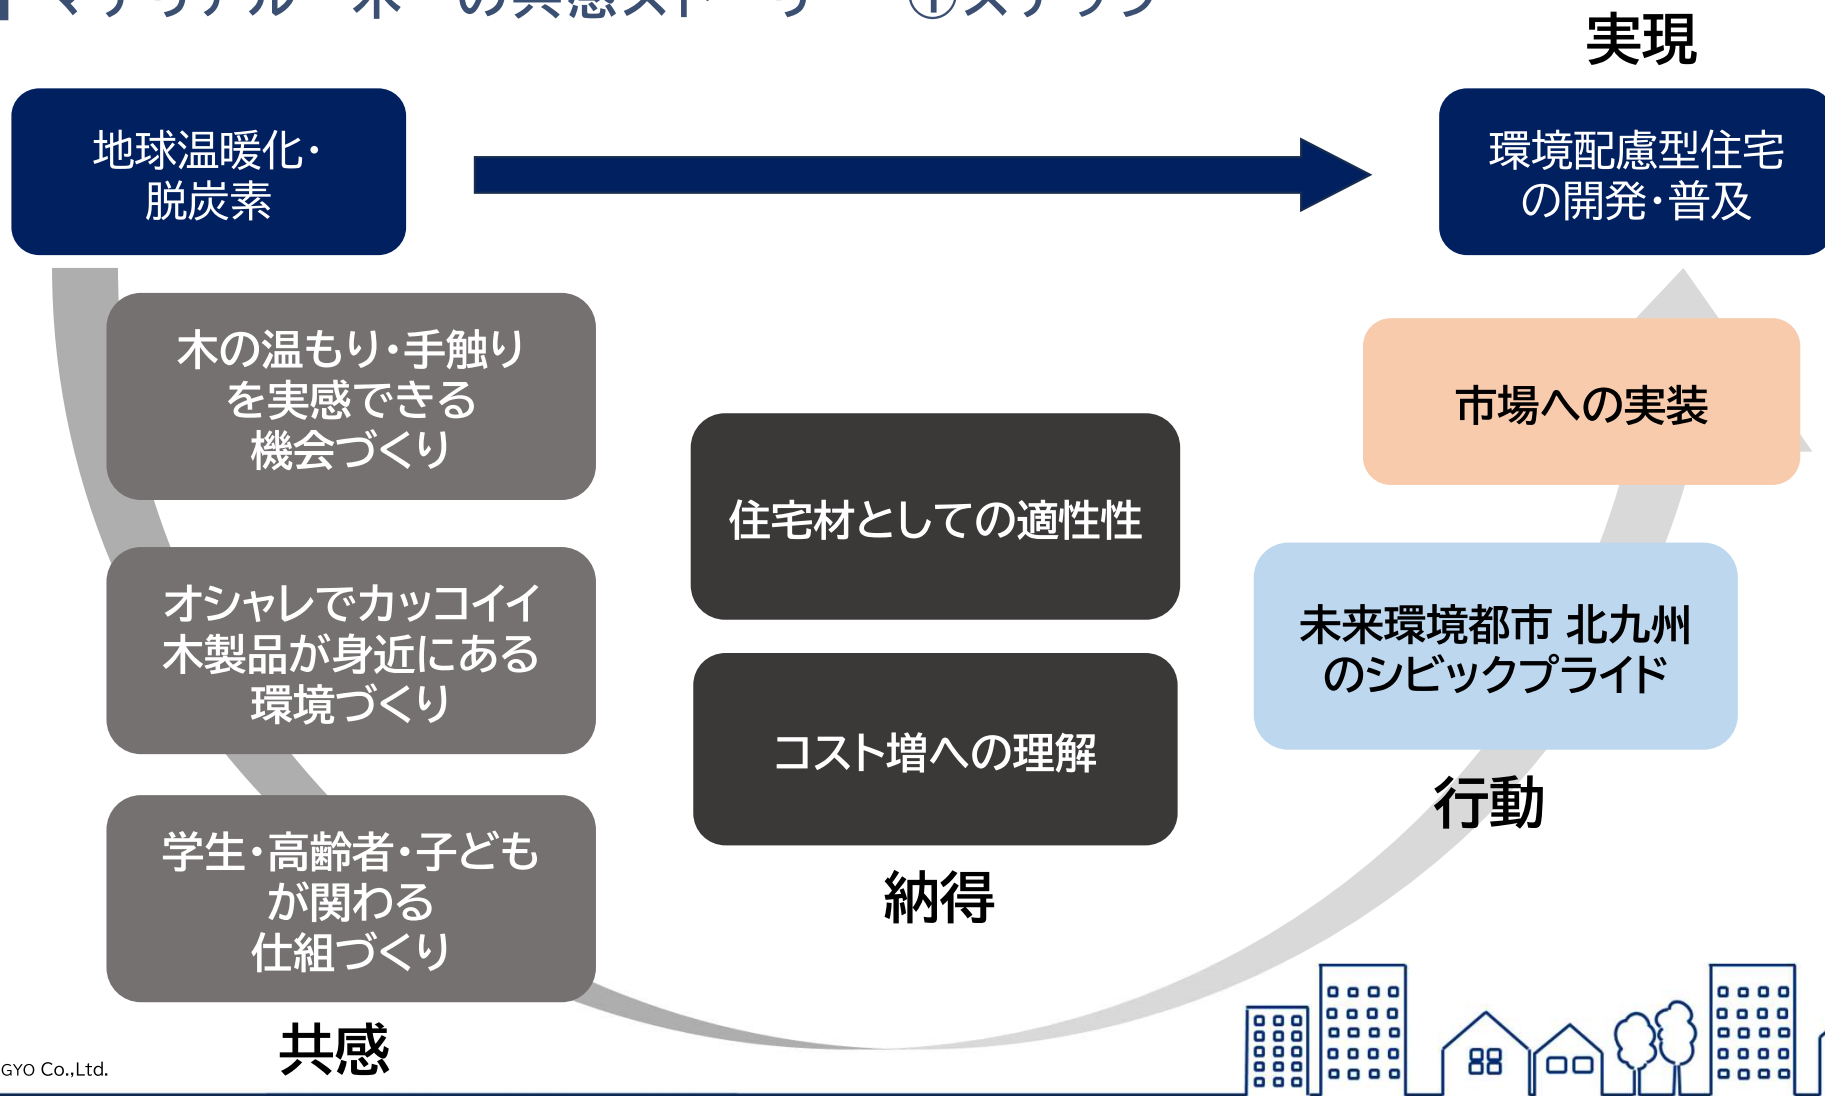 実現
地球温暖化・
脱炭素
環境配慮型住宅
の開発・普及
木の温もり・手触り
を実感できる
機会づくり
オシャレでカッコイイ
木製品が身近にある
環境づくり
学生・高齢者・子ども
が関わる
仕組づくり
共感
住宅材としての適性性
コスト増への理解
納得
市場への実装
未来環境都市 北九州
のシビックプライド
行動
GYO Co.,Ltd.